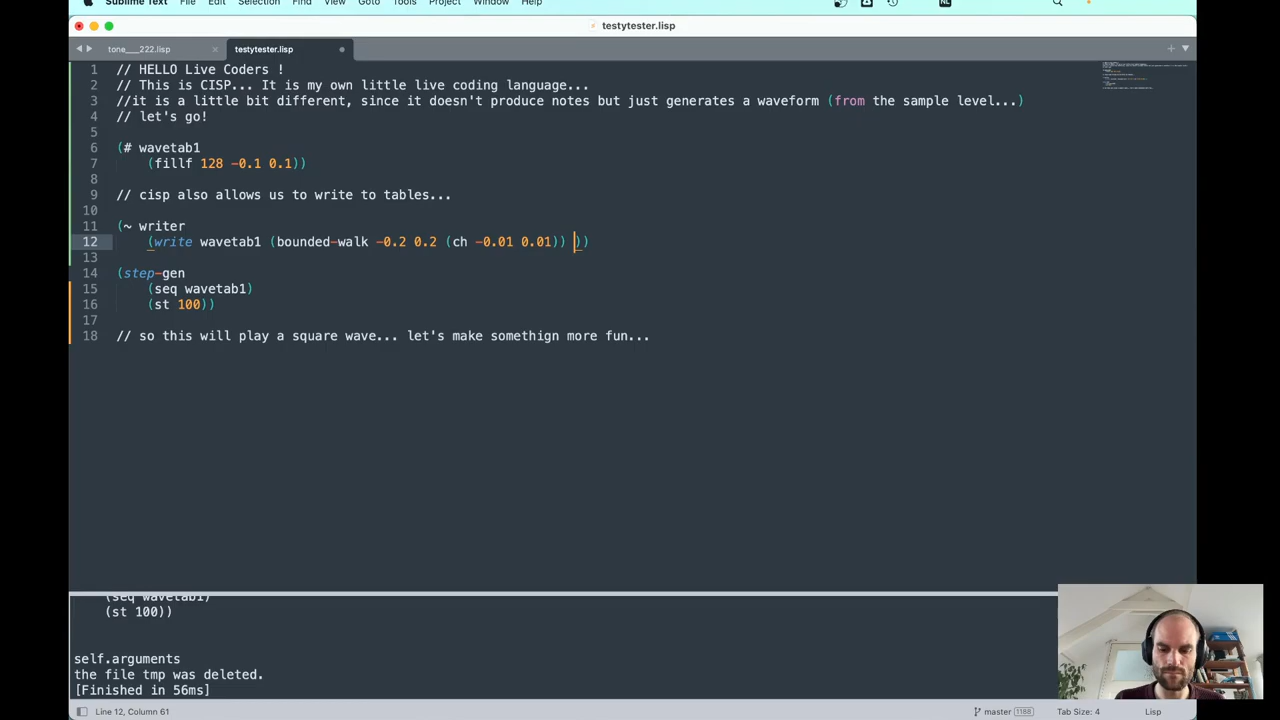 Sublime Text File Edit Selection Find View Goto Tools Project Window Help NL
testytester.lisp
tone___222.lisp × testytester.lisp
1 // HELLO Live Coders !
2 // This is CISP... It is my own little live coding language...
3 //it is a little bit different, since it doesn't produce notes but just generates a waveform (from the sample level...)
4 // let's go!
5
6 (# wavetab1
7 (fillf 128 -0.1 0.1))
8
9 // cisp also allows us to write to tables...
10
11 (~ writer
12 (write wavetab1 (bounded-walk -0.2 0.2 (ch -0.01 0.01)) ))
13
14 (step-gen
15 (seq wavetab1)
16 (st 100))
17
18 // so this will play a square wave... let's make somethign more fun...
(seq wavetab1)
(st 100))
self.arguments
the file tmp was deleted.
[Finished in 56ms]
Line 12, Column 61 master 1188 Tab Size: 4 Lisp